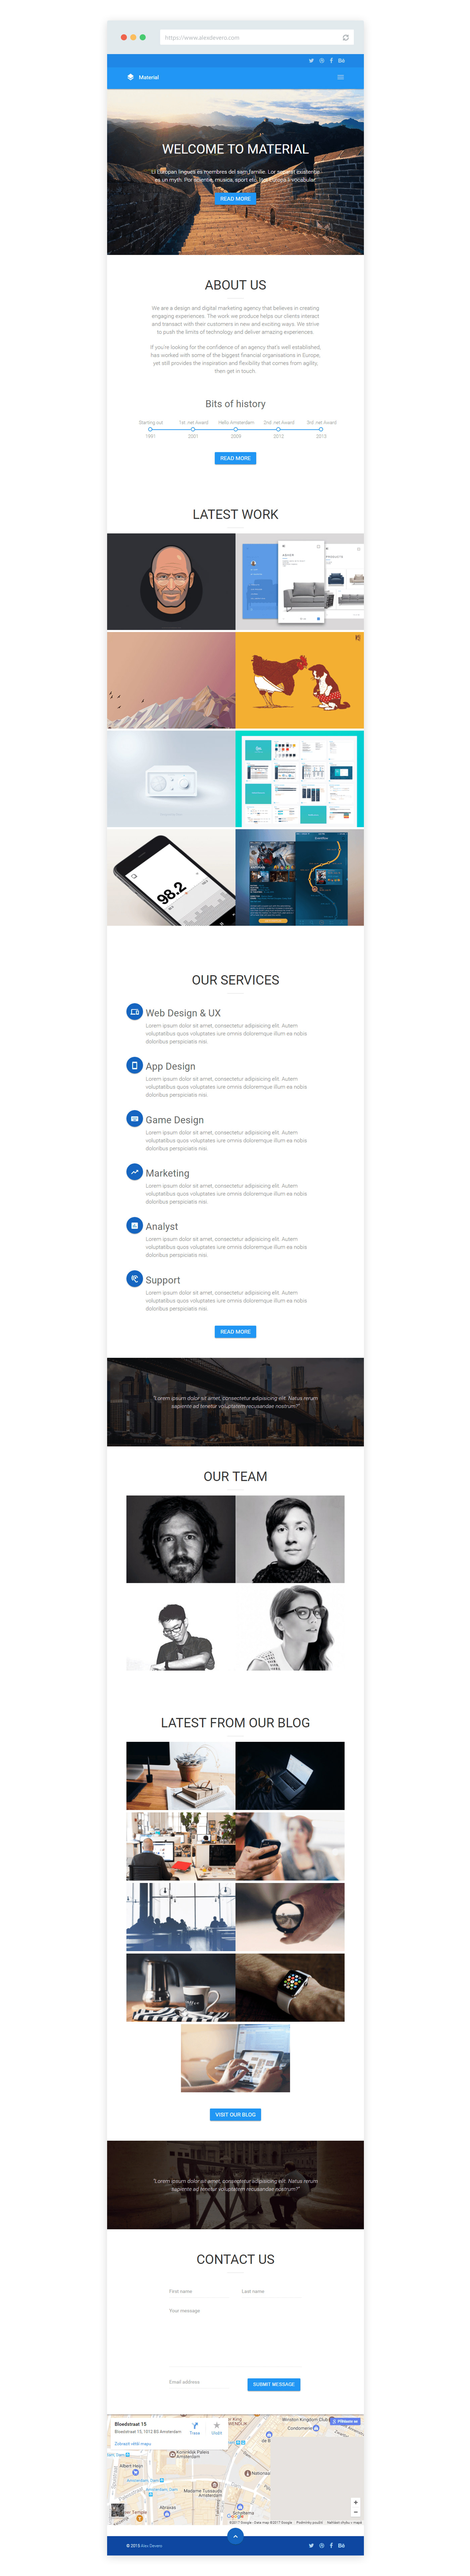 https://www.alexdevero.com
Material
WELCOME TO MATERIAL
Li Europan lingues es membres del sam familie. Lor separat existentie
es un myth. Por scientie, musica, sport etc, litot Europa li vocabular.
READ MORE
ABOUT US
We are a design and digital marketing agency that believes in creating
engaging experiences. The work we produce helps our clients interact
and transact with their customers in new and exciting ways. We strive
to push the limits of technology and deliver amazing experiences.
If you're looking for the confidence of an agency that's well established,
has worked with some of the biggest financial organisations in Europe,
yet still provides the inspiration and flexibility that comes from agility,
then get in touch.
Bits of history
Starting out
1st .net Award
Hello, Amsterdam
2nd .net Award
3rd .net Award
1991
2001
2009
2012
2013
READ MORE
LATEST WORK
98.2
OUR SERVICES
Web Design & UX
Lorem ipsum dolor sit amet, consectetur adipisicing elit. Autem
voluptatibus quos voluptates iure omnis doloremque illum ea nobis
doloribus perspiciatis nisi.
App Design
Lorem ipsum dolor sit amet, consectetur adipisicing elit. Autem
voluptatibus quos voluptates iure omnis doloremque illum ea nobis
doloribus perspiciatis nisi.
Game Design
Lorem ipsum dolor sit amet, consectetur adipisicing elit. Autem
voluptatibus quos voluptates iure omnis doloremque illum ea nobis
doloribus perspiciatis nisi.
Marketing
Lorem ipsum dolor sit amet, consectetur adipisicing elit. Autem
voluptatibus quos voluptates iure omnis doloremque illum ea nobis
doloribus perspiciatis nisi.
Analyst
Lorem ipsum dolor sit amet, consectetur adipisicing elit. Autem
voluptatibus quos voluptates iure omnis doloremque illum ea nobis
doloribus perspiciatis nisi.
Support
Lorem ipsum dolor sit amet, consectetur adipisicing elit. Autem
voluptatibus quos voluptates iure omnis doloremque illum ea nobis
doloribus perspiciatis nisi.
READ MORE
"Lorem ipsum dolor sit amet, consectetur adipisicing elit. Natus rerum
sapiente ad tenetur voluptatem recusandae nostrum?"
OUR TEAM
LATEST FROM OUR BLOG
VISIT OUR BLOG
"Lorem ipsum dolor sit amet, consectetur adipisicing elit. Natus rerum
sapiente ad tenetur voluptatem recusandae nostrum?"
CONTACT US
First name
Last name
Your message
Email address
SUBMIT MESSAGE
Bloedstraat 15
Bloedstraat 15, 1012 BS Amsterdam
Trasa
Uložit
Zobrazit větší mapu
Přihlásit se
Winston Kingdom Club
Condomerie
Koninklijk Paleis
Amsterdam
Albert Heijn
Madame Tussauds
Amsterdam
Abraxas
Google
© 2015 Alex Devero